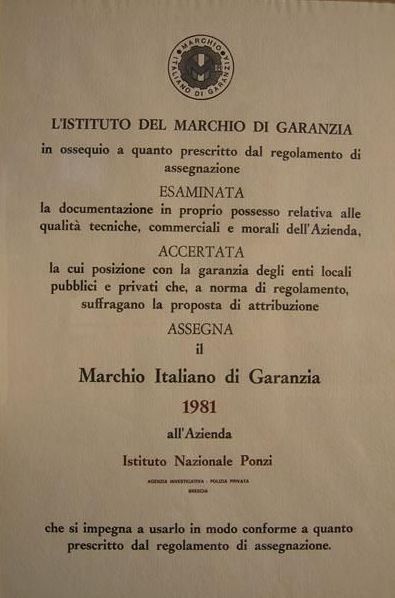 MARCHIO ITALIANO DI GARANZIA
L'ISTITUTO DEL MARCHIO DI GARANZIA
in ossequio a quanto prescritto dal regolamento di
assegnazione
ESAMINATA
la documentazione in proprio possesso relativa alle
qualità tecniche, commerciali e morali dell'Azienda,
ACCERTATA
la cui posizione con la garanzia degli enti locali
pubblici e privati che, a norma di regolamento,
suffragano la proposta di attribuzione
ASSEGNA
il
Marchio Italiano di Garanzia
1981
all'Azienda
Istituto Nazionale Ponzi
AGENZIA INVESTIGATIVA - POLIZIA PRIVATA
BRESCIA
che si impegna a usarlo in modo conforme a quanto
prescritto dal regolamento di assegnazione.